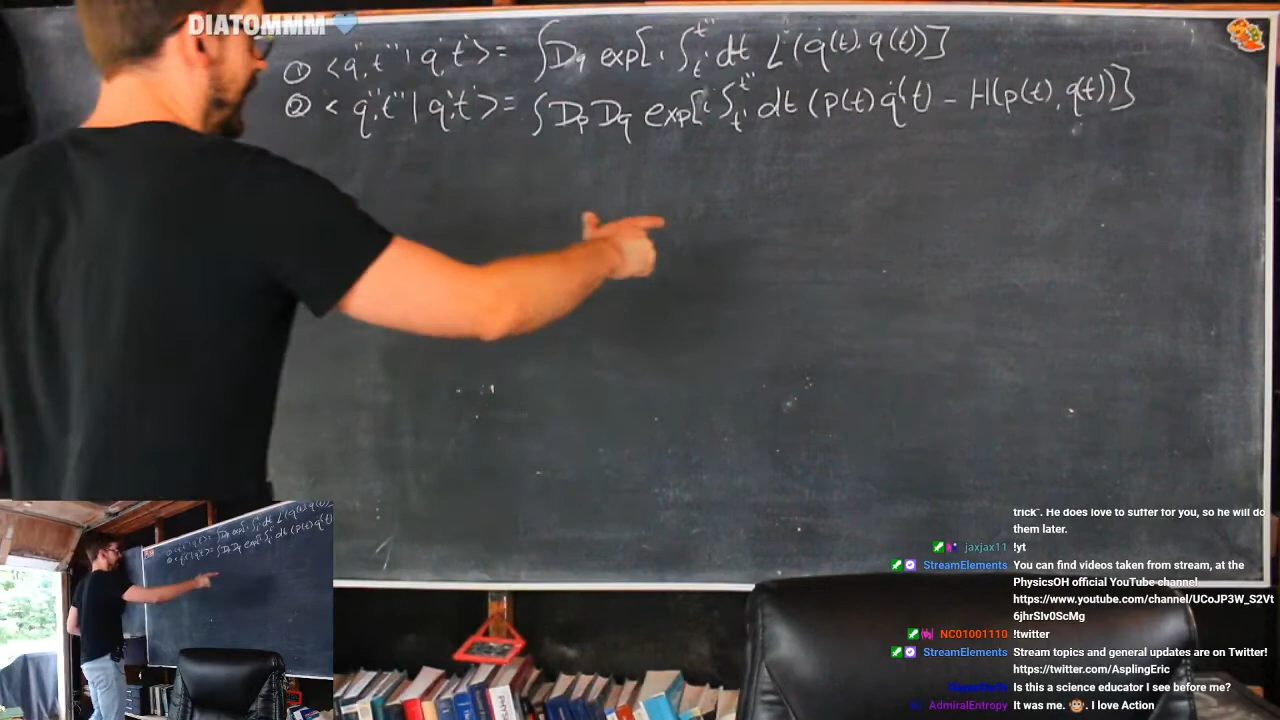 DIATOMMM
① <q",t"|q',t'> = ∫Dq exp[i ∫t't" dt L(q̇(t), q(t))]
② <q",t"|q',t'> = ∫Dp Dq exp[i ∫t't" dt (p(t) q̇(t) - H(p(t), q(t))]
trick". He does love to suffer for you, so he will do
them later.
jaxjax11 !yt
StreamElements You can find videos taken from stream, at the
PhysicsOH official YouTube channel.
https://www.youtube.com/channel/UCoJP3W_S2Vt
6jhrSlv0ScMg
NC01001110 !twitter
StreamElements Stream topics and general updates are on Twitter!
https://twitter.com/AsplingEric
Is this a science educator I see before me?
AdmiralEntropy It was me. . I love Action